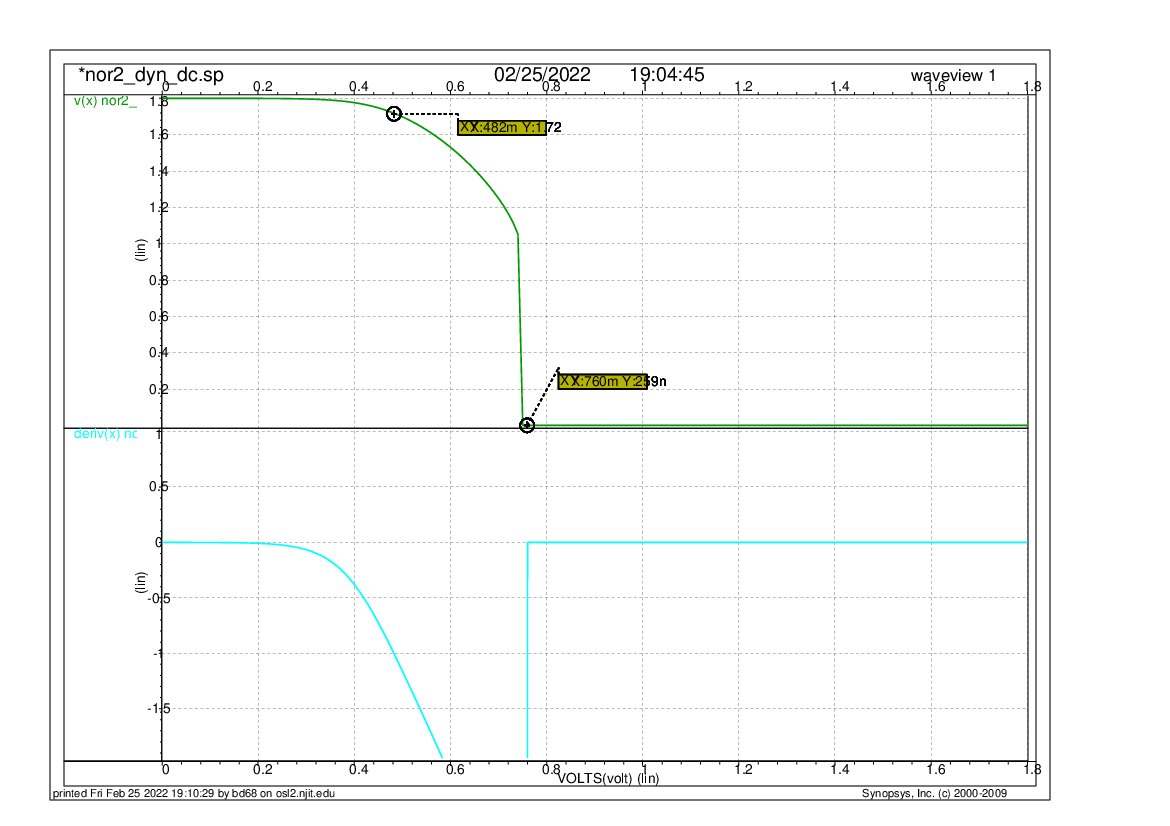 *nor2_dyn_dc.sp 02/25/2022 19:04:45 waveview 1
0 0.2 0.4 0.6 0.8 1 1.2 1.4 1.6 1.8
v(x) nor2_
1.8
XX:482m Y:1.72
1.6
1.4
1.2
1
(lin)
0.8
0.6
0.4
XX:760m Y:259n
0.2
deriv(x) nc
1
0.5
0
(lin)
-0.5
-1
-1.5
0 0.2 0.4 0.6 0.8 1 1.2 1.4 1.6 1.8
VOLTS(volt) (lin)
printed Fri Feb 25 2022 19:10:29 by bd68 on osl2.njit.edu Synopsys, Inc. (c) 2000-2009